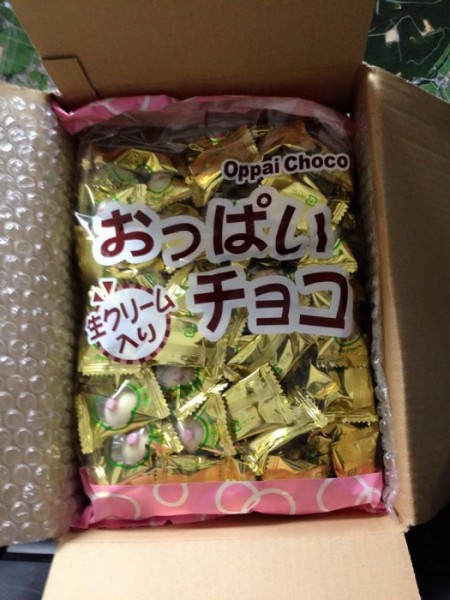 Oppai Choco
おっぱい
チョコ
生クリーム
入り